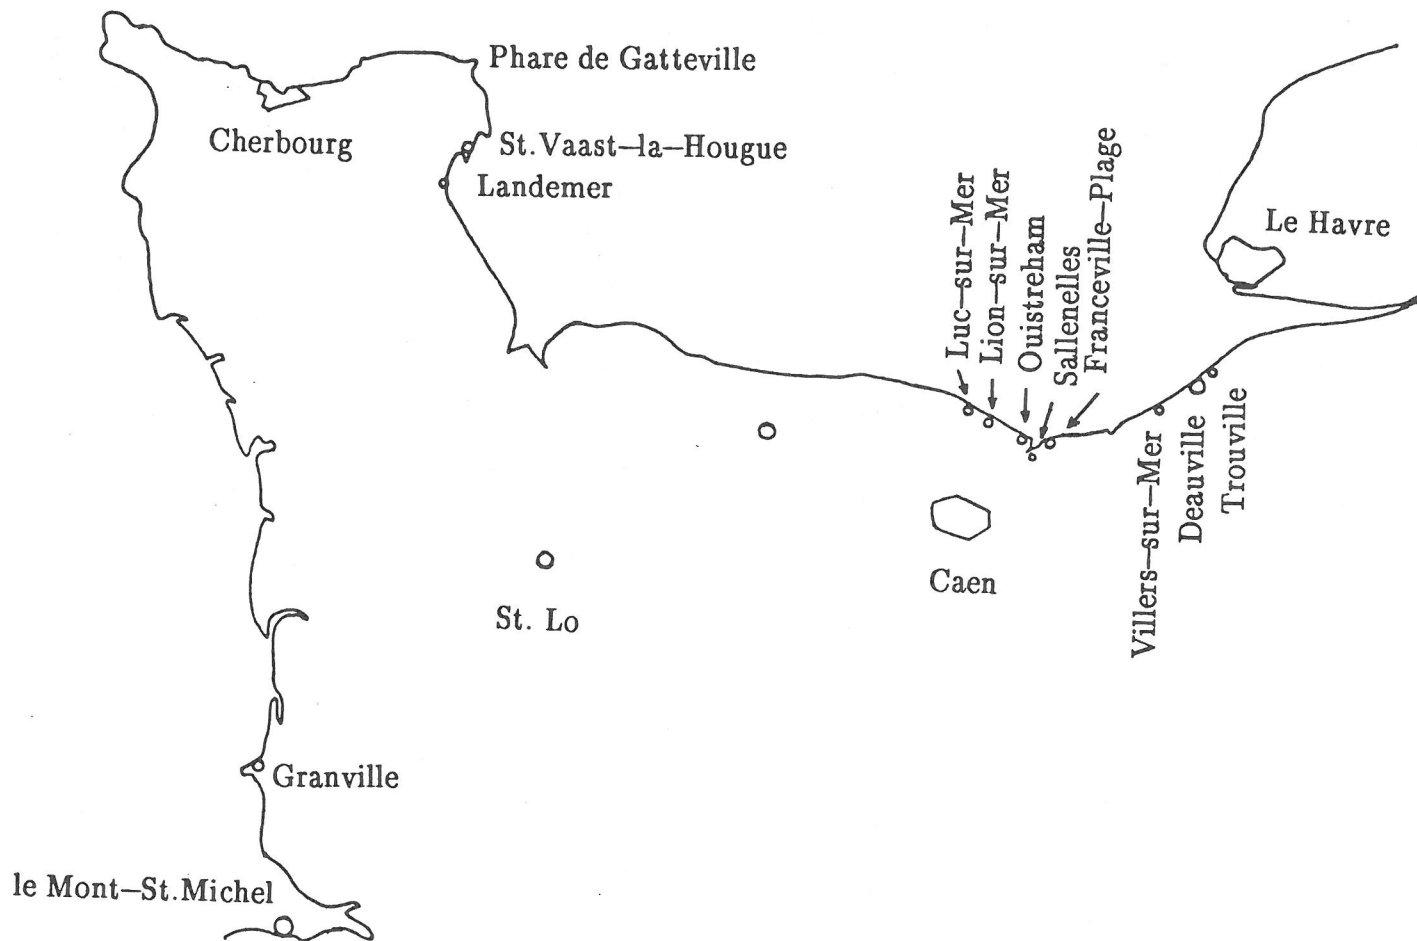 Phare de Gatteville
Cherbourg
St.Vaast–la–Hougue
Landemer
Luc–sur–Mer
Lion–sur–Mer
Ouistreham
Sallenelles
Franceville–Plage
Le Havre
Villers–sur–Mer
Deauville
Trouville
Caen
St. Lo
Granville
le Mont–St.Michel